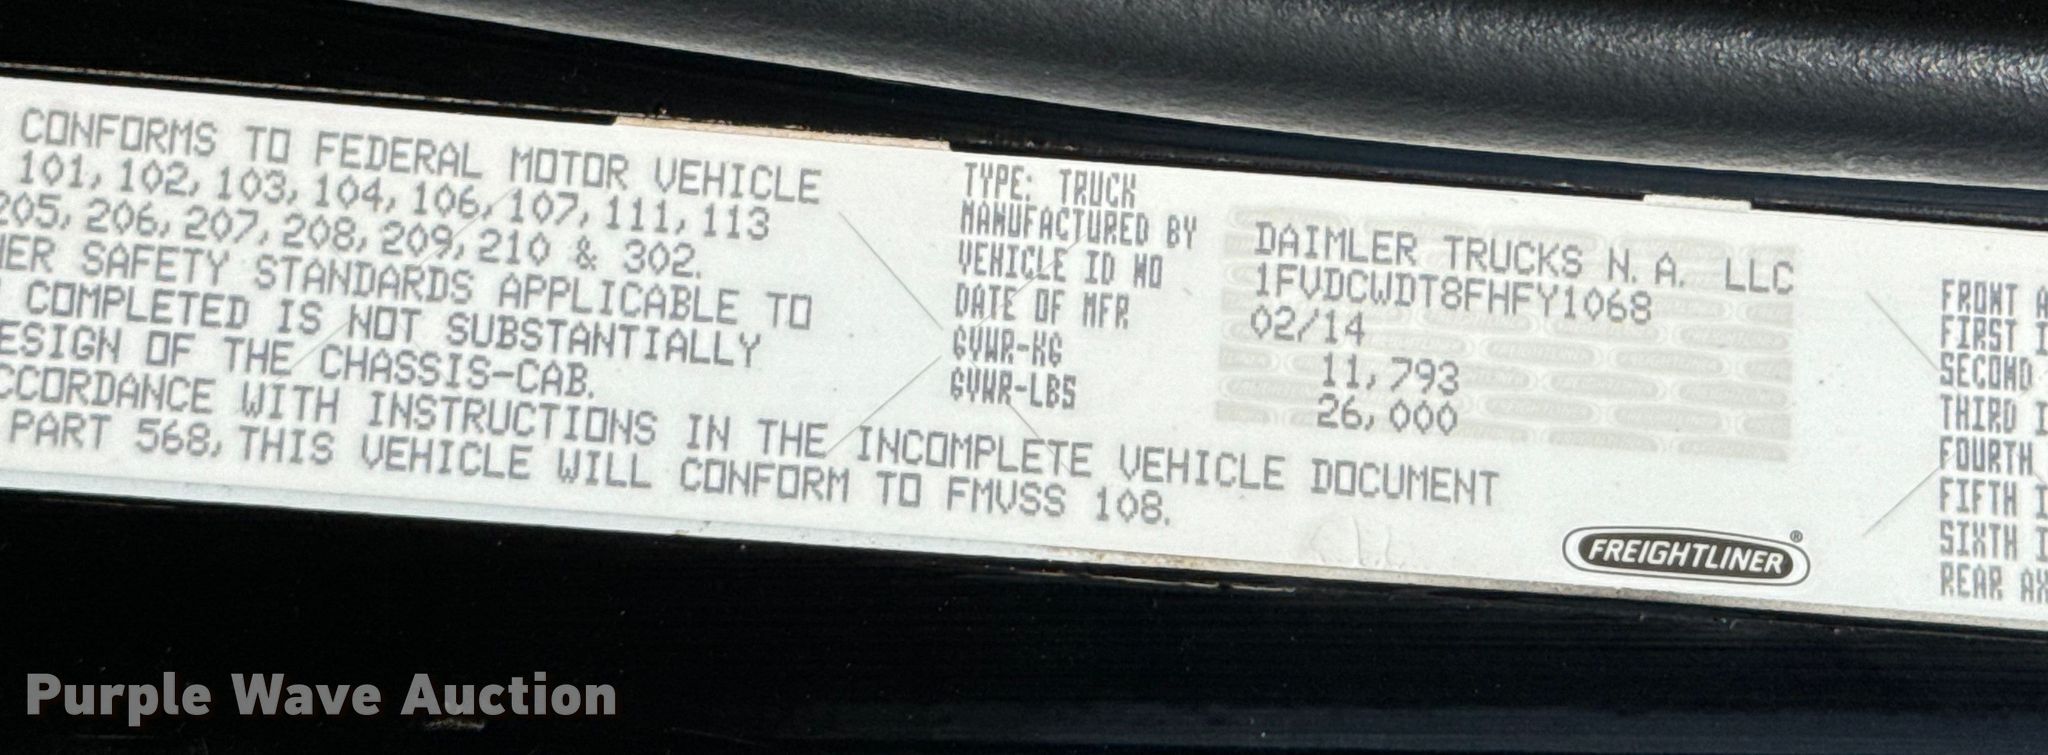 CONFORMS TO FEDERAL MOTOR VEHICLE
101, 102, 103, 104, 106, 107, 111, 113
205, 206, 207, 208, 209, 210 & 302.
ER SAFETY STANDARDS APPLICABLE TO
COMPLETED IS NOT SUBSTANTIALLY
ESIGN OF THE CHASSIS-CAB.
CCORDANCE WITH INSTRUCTIONS IN THE INCOMPLETE VEHICLE DOCUMENT
PART 568, THIS VEHICLE WILL CONFORM TO FMVSS 108.
TYPE: TRUCK
MANUFACTURED BY DAIMLER TRUCKS N. A. LLC
VEHICLE ID NO 1FVDCWDT8FHFY1068
DATE OF MFR 02/14
GVWR-KG 11,793
GVWR-LBS 26,000
FREIGHTLINER®
FRONT A
FIRST I
SECOND
THIRD I
FOURTH
FIFTH I
SIXTH I
REAR AX
Purple Wave Auction